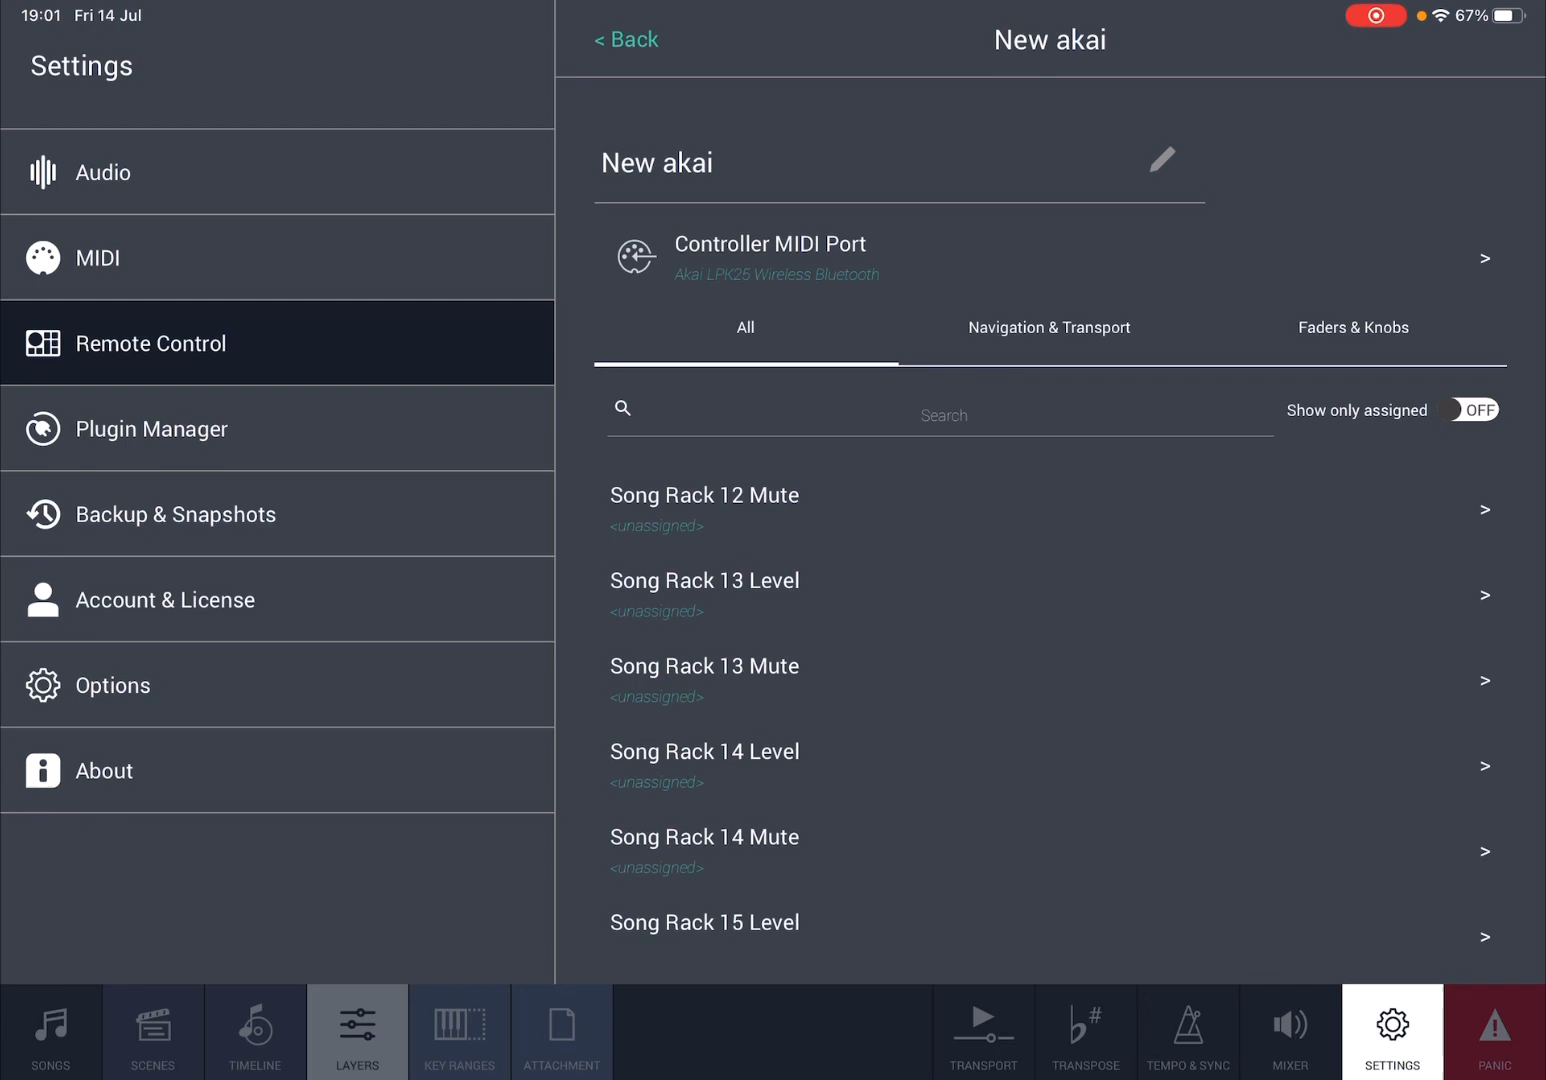 19:01 Fri 14 Jul
67%
Settings
Audio
MIDI
Remote Control
Plugin Manager
Backup & Snapshots
Account & License
Options
About
< Back
New akai
New akai
Controller MIDI Port
Akai LPK25 Wireless Bluetooth
>
All
Navigation & Transport
Faders & Knobs
Search
Show only assigned
OFF
Song Rack 12 Mute
<unassigned>
>
Song Rack 13 Level
<unassigned>
>
Song Rack 13 Mute
<unassigned>
>
Song Rack 14 Level
<unassigned>
>
Song Rack 14 Mute
<unassigned>
>
Song Rack 15 Level
>
SONGS
SCENES
TIMELINE
LAYERS
KEY RANGES
ATTACHMENT
TRANSPORT
TRANSPOSE
TEMPO & SYNC
MIXER
SETTINGS
PANIC